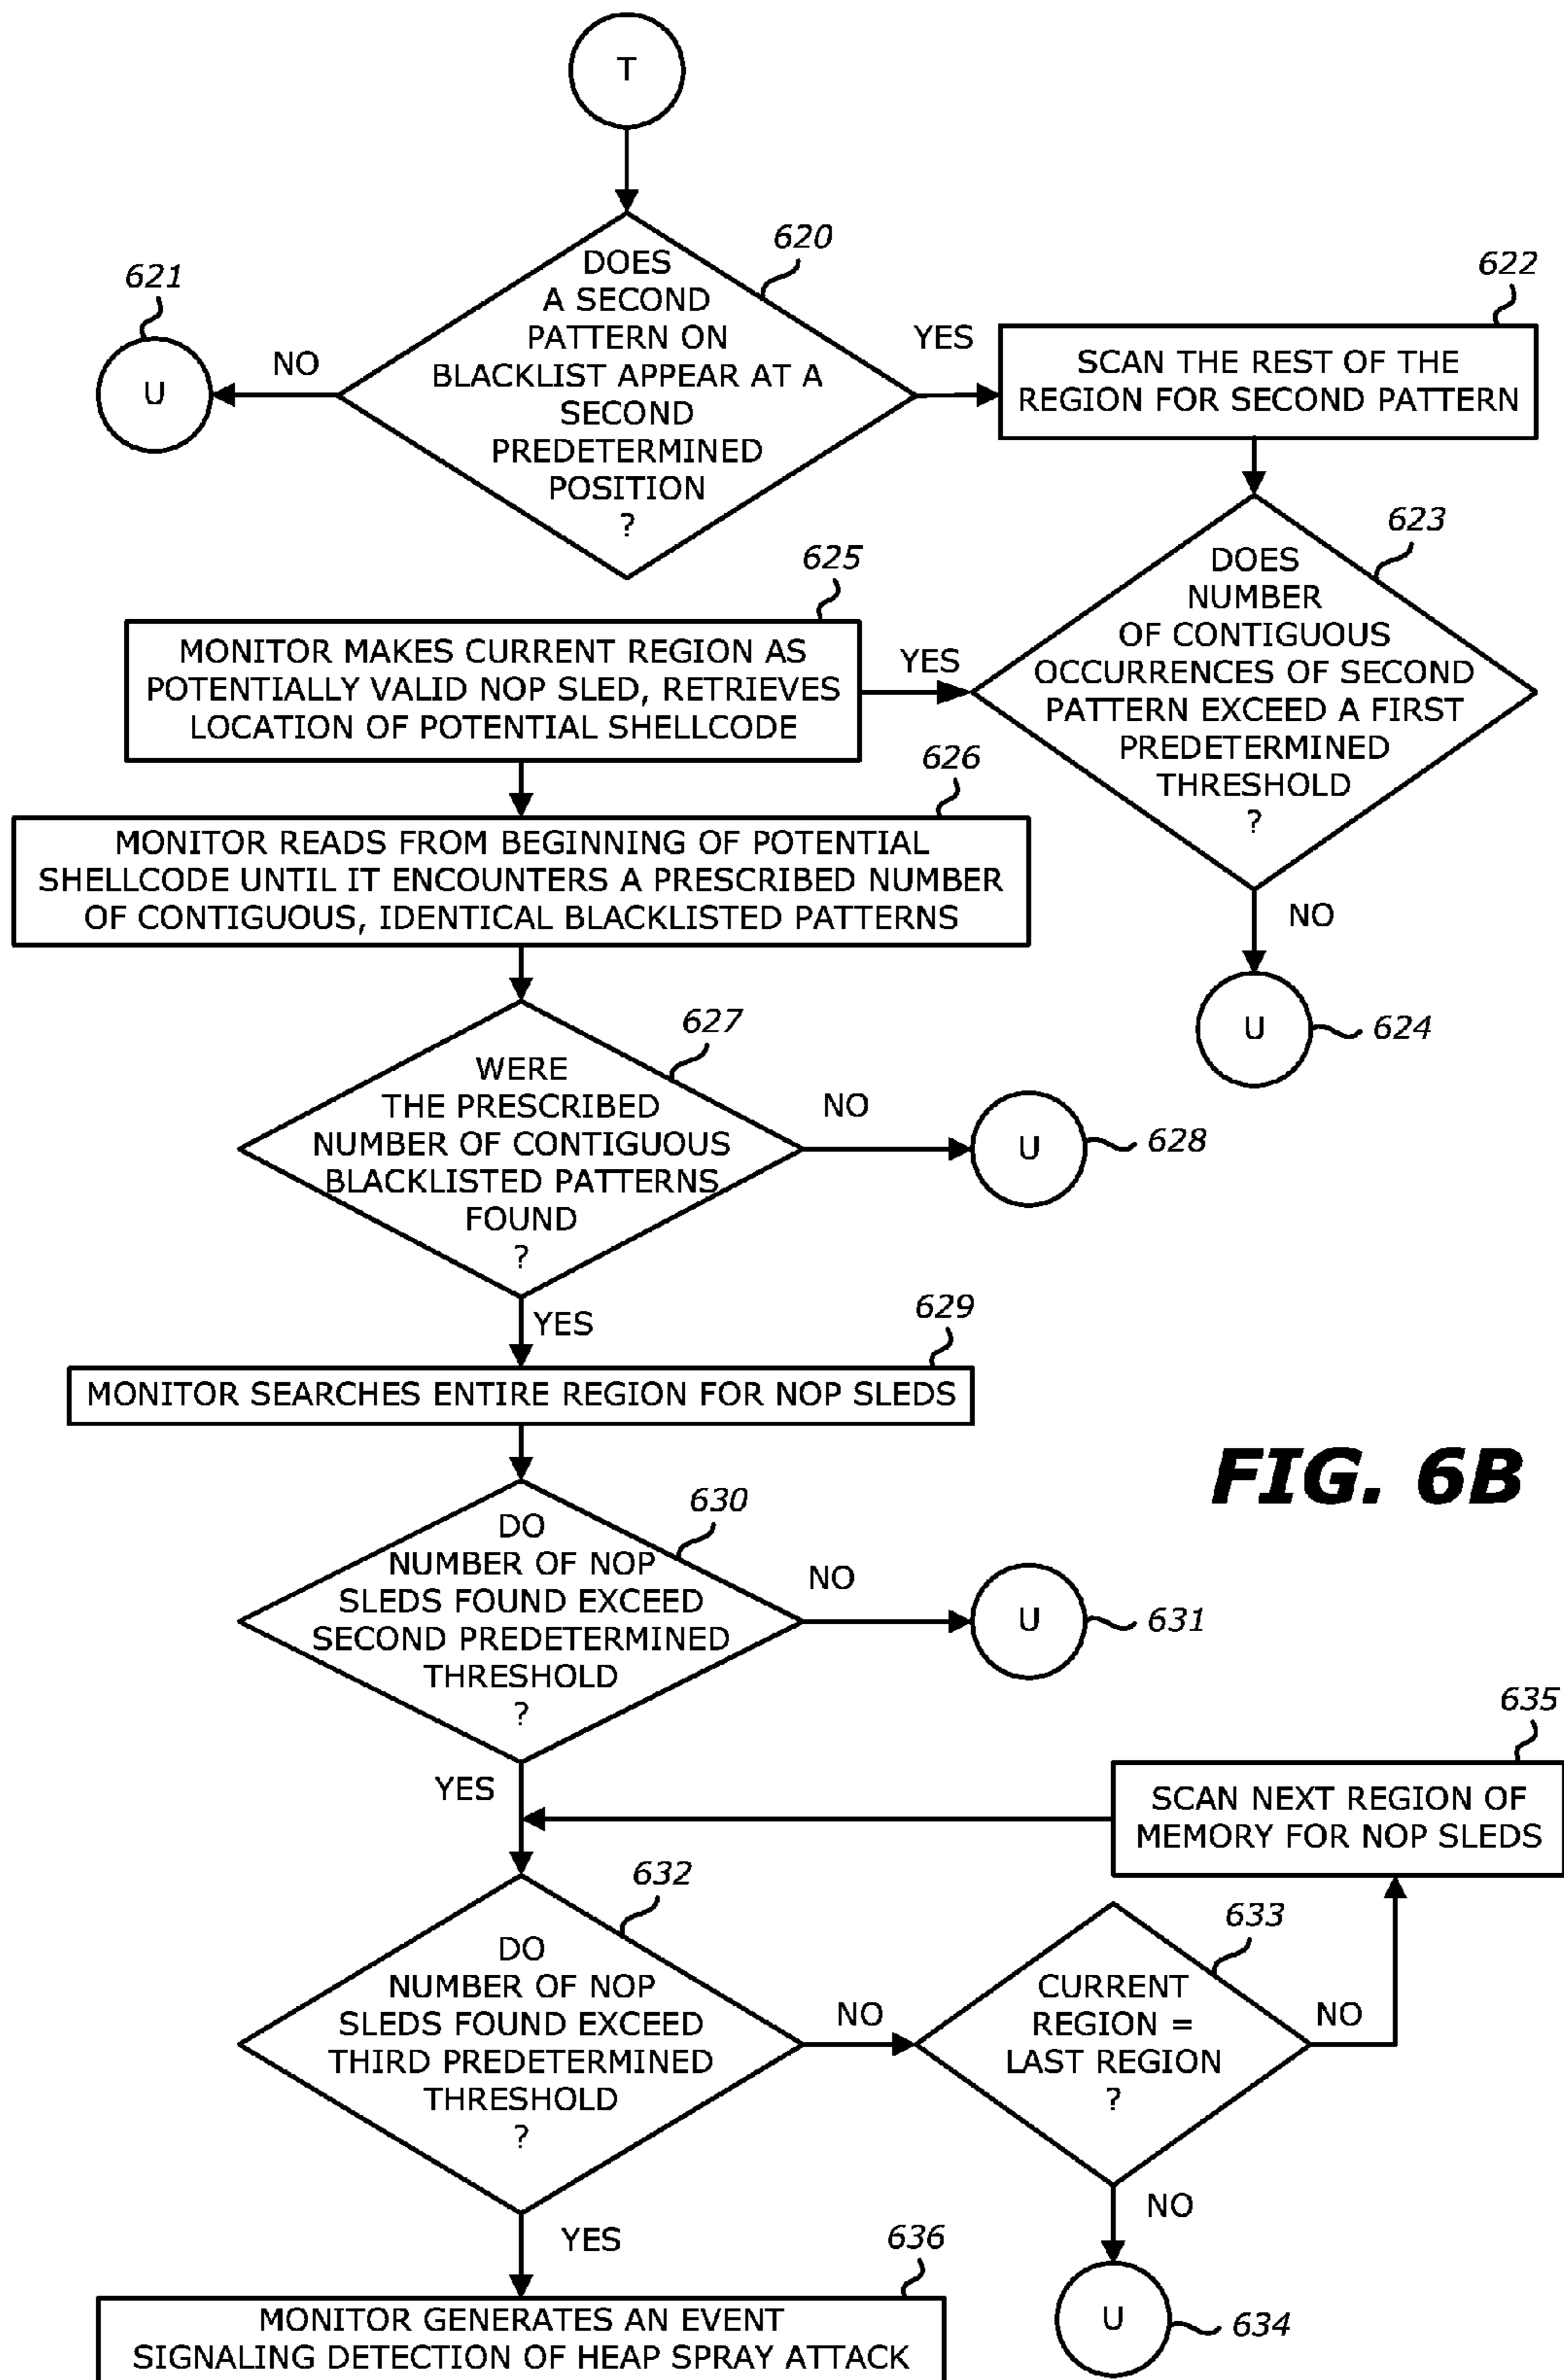 T
620
DOES
A SECOND
PATTERN ON
BLACKLIST APPEAR AT A
SECOND
PREDETERMINED
POSITION
?
621
U
NO
YES
622
SCAN THE REST OF THE
REGION FOR SECOND PATTERN
623
DOES
NUMBER
OF CONTIGUOUS
OCCURRENCES OF SECOND
PATTERN EXCEED A FIRST
PREDETERMINED
THRESHOLD
?
YES
NO
U
624
625
MONITOR MAKES CURRENT REGION AS
POTENTIALLY VALID NOP SLED, RETRIEVES
LOCATION OF POTENTIAL SHELLCODE
626
MONITOR READS FROM BEGINNING OF POTENTIAL
SHELLCODE UNTIL IT ENCOUNTERS A PRESCRIBED NUMBER
OF CONTIGUOUS, IDENTICAL BLACKLISTED PATTERNS
627
WERE
THE PRESCRIBED
NUMBER OF CONTIGUOUS
BLACKLISTED PATTERNS
FOUND
?
NO
U
628
YES
629
MONITOR SEARCHES ENTIRE REGION FOR NOP SLEDS
FIG. 6B
630
DO
NUMBER OF NOP
SLEDS FOUND EXCEED
SECOND PREDETERMINED
THRESHOLD
?
NO
U
631
YES
635
SCAN NEXT REGION OF
MEMORY FOR NOP SLEDS
632
DO
NUMBER OF NOP
SLEDS FOUND EXCEED
THIRD PREDETERMINED
THRESHOLD
?
NO
633
CURRENT
REGION =
LAST REGION
?
NO
NO
U
634
YES
636
MONITOR GENERATES AN EVENT
SIGNALING DETECTION OF HEAP SPRAY ATTACK